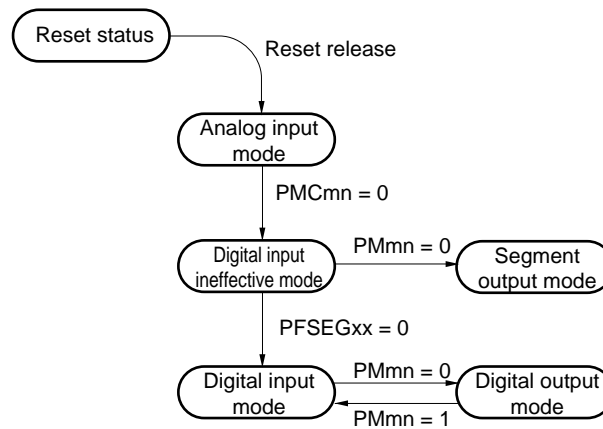 Reset status
Reset release
Analog input
mode
PMCmn = 0
Digital input
ineffective mode
PMmn = 0
Segment
output mode
PFSEGxx = 0
Digital input
mode
PMmn = 0
PMmn = 1
Digital output
mode